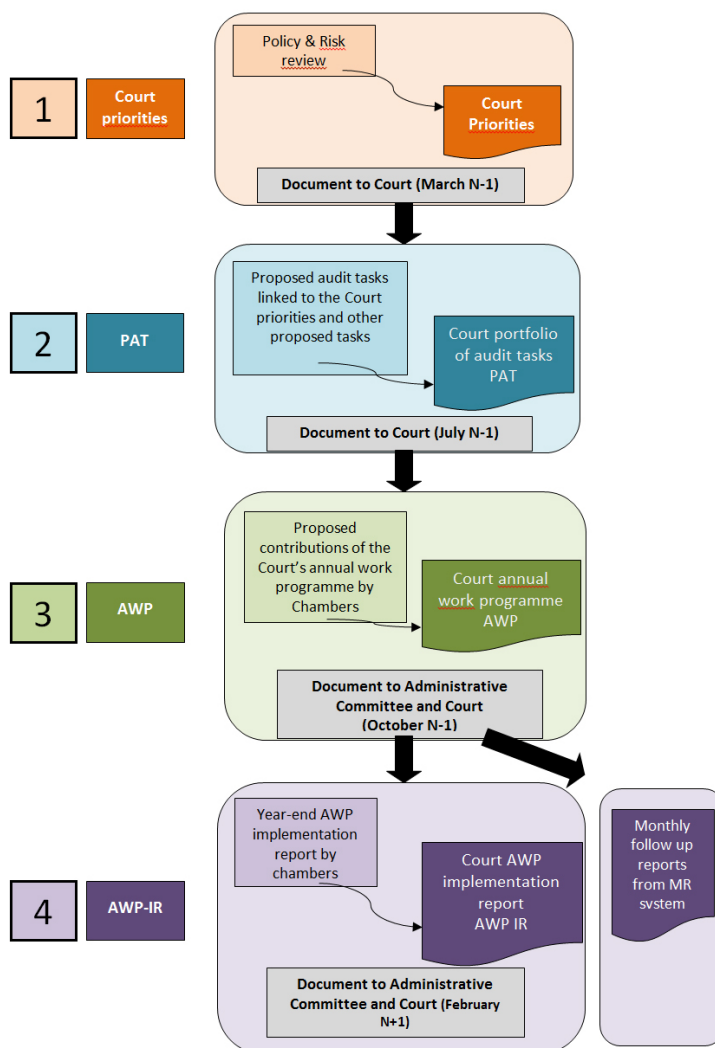 1
Court
priorities
Policy & Risk
review
Court
Priorities
Document to Court (March N-1)
2
PAT
Proposed audit tasks
linked to the Court
priorities and other
proposed tasks
Court portfolio
of audit tasks
PAT
Document to Court (July N-1)
3
AWP
Proposed
contributions of the
Court's annual work
programme by
Chambers
Court annual
work programme
AWP
Document to Administrative
Committee and Court
(October N-1)
4
AWP-IR
Year-end AWP
implementation
report by
chambers
Court AWP
implementation
report
AWP IR
Document to Administrative
Committee and Court (February
N+1)
Monthly
follow up
reports
from MR
system